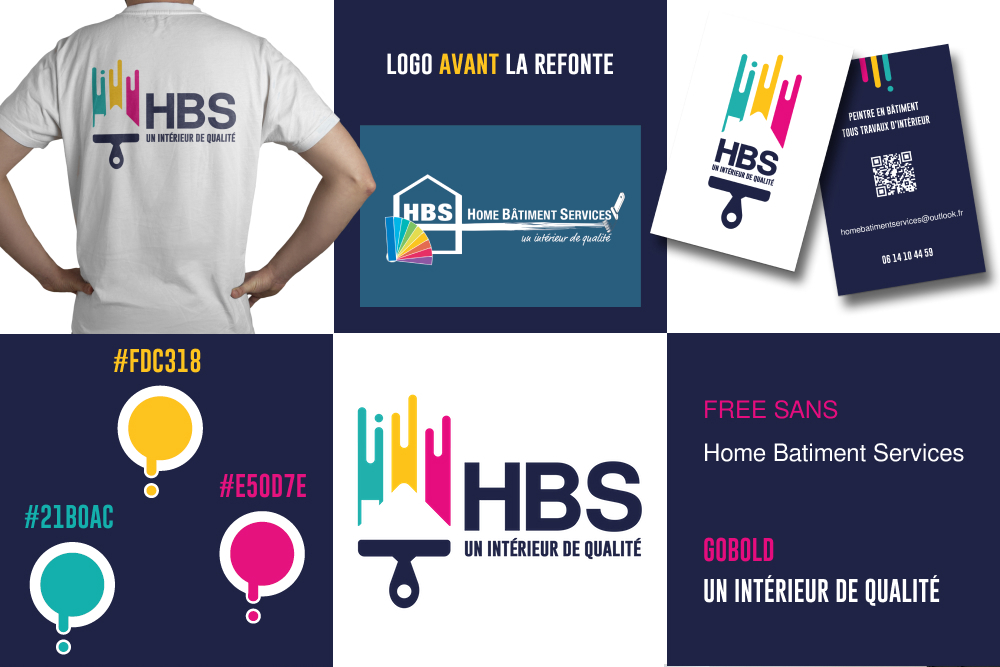 HBS
UN INTÉRIEUR DE QUALITÉ
LOGO AVANT LA REFONTE
HBS
HOME BÂTIMENT SERVICES
un intérieur de qualité
HBS
UN INTÉRIEUR DE QUALITÉ
PEINTRE EN BÂTIMENT
TOUS TRAVAUX D'INTÉRIEUR
homebatimentservices@outlook.fr
06 14 10 44 59
#FDC318
#E50D7E
#21B0AC
HBS
UN INTÉRIEUR DE QUALITÉ
FREE SANS
Home Batiment Services
GOBOLD
UN INTÉRIEUR DE QUALITÉ